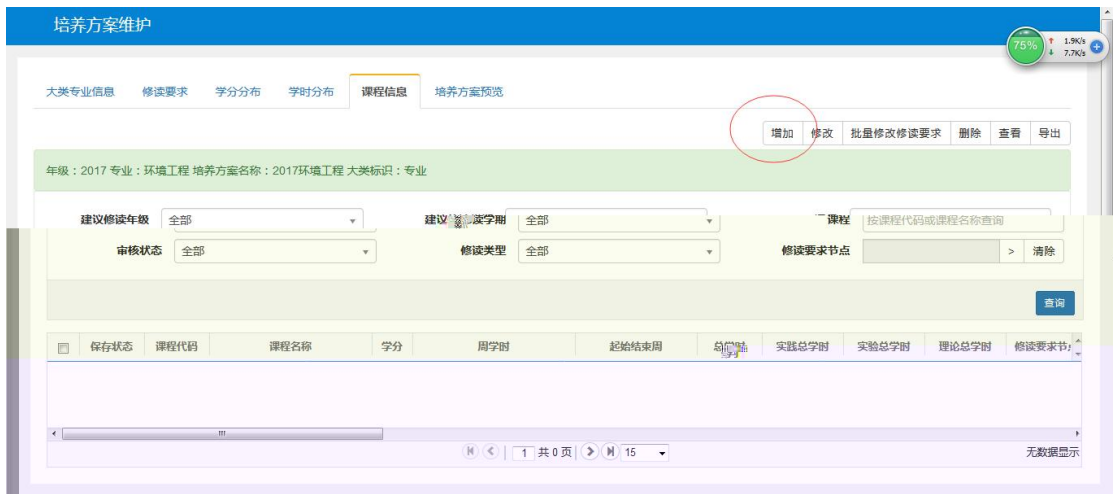 培养方案维护
75% 1.9K/s
7.7K/s
大类专业信息 修读要求 学分分布 学时分布 课程信息 培养方案预览
增加 修改 批量修改修读要求 删除 查看 导出
年级：2017 专业：环境工程 培养方案名称：2017环境工程 大类标识：专业
建议修读年级 全部 建议 读学期 全部 课程 按课程代码或课程名称查询
审核状态 全部 修读类型 全部 修读要求节点 > 清除
查询
保存状态 课程代码 课程名称 学分 周学时 起始结束周 总学时 实践总学时 实验总学时 理论总学时 修读要求节
1 共 0 页 15 无数据显示